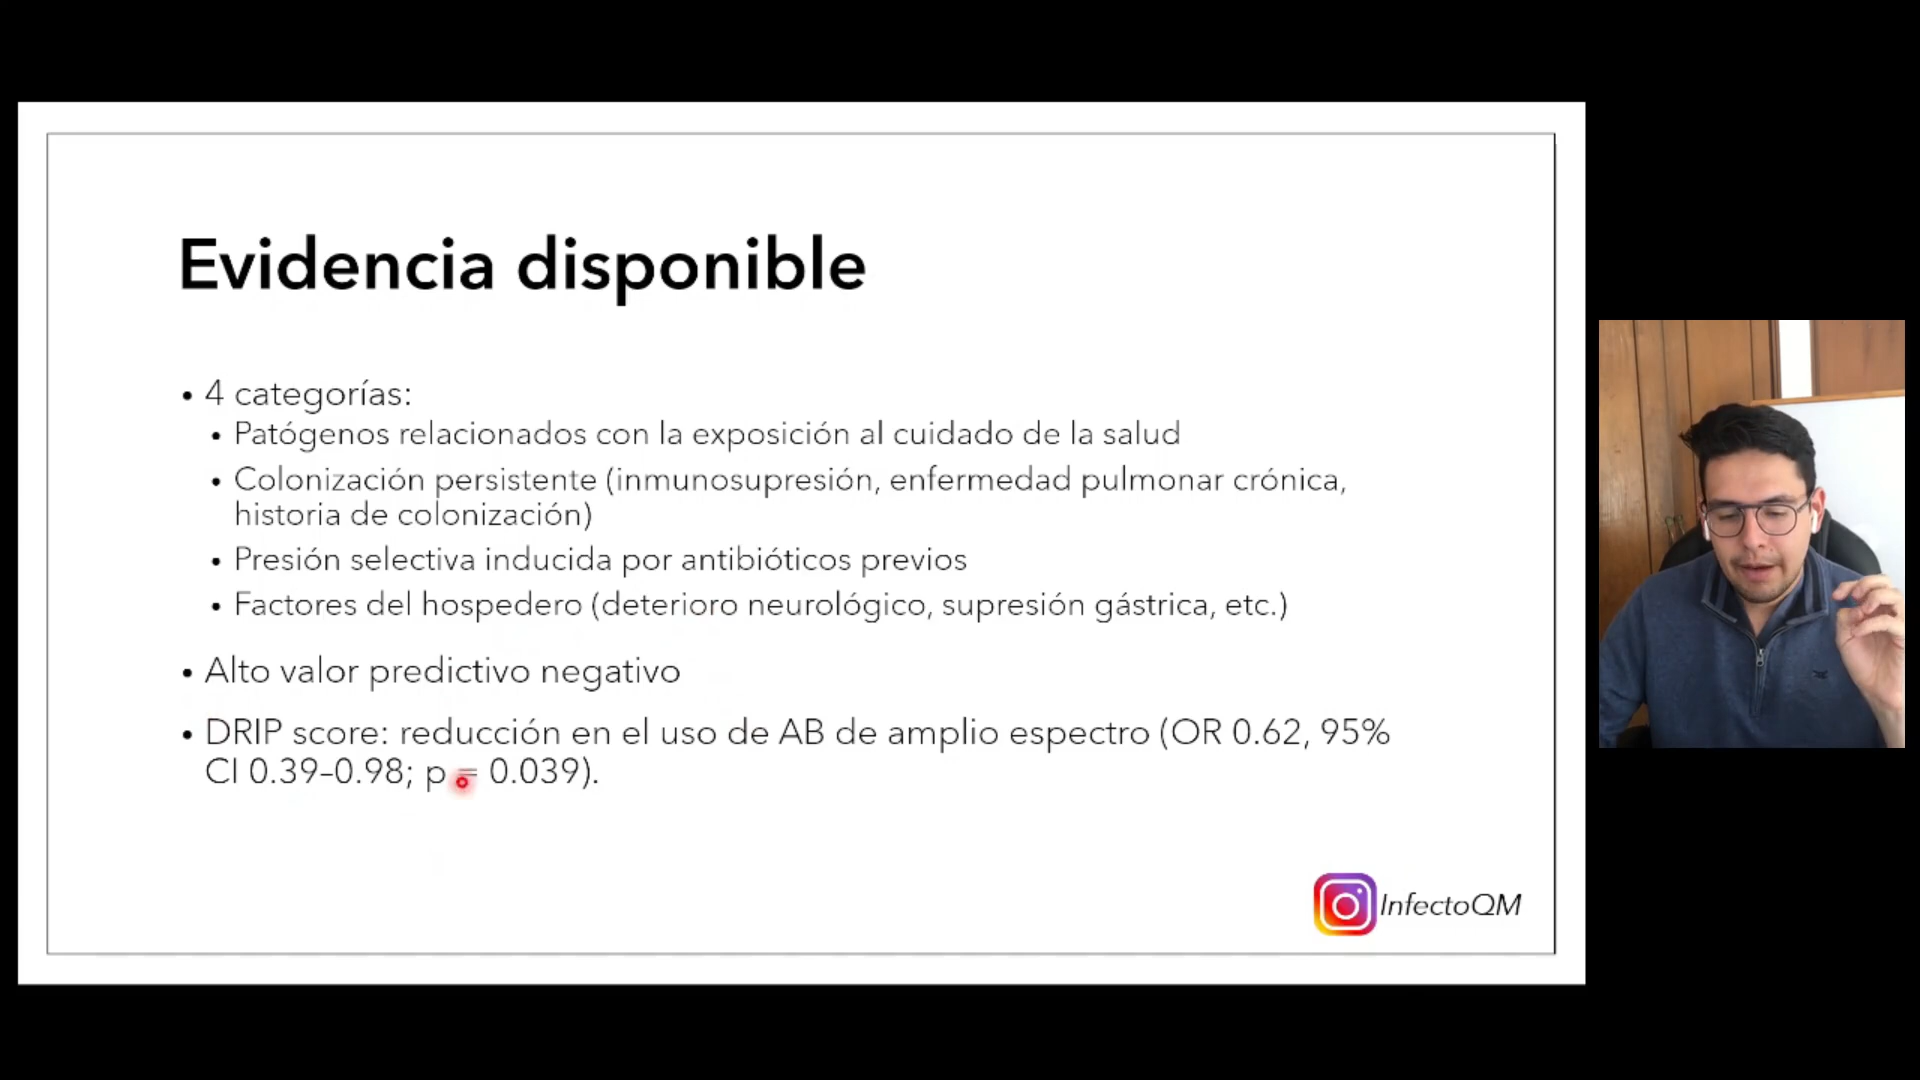 Evidencia disponible
• 4 categorías:
• Patógenos relacionados con la exposición al cuidado de la salud
• Colonización persistente (inmunosupresión, enfermedad pulmonar crónica,
historia de colonización)
• Presión selectiva inducida por antibióticos previos
• Factores del hospedero (deterioro neurológico, supresión gástrica, etc.)
• Alto valor predictivo negativo
• DRIP score: reducción en el uso de AB de amplio espectro (OR 0.62, 95%
CI 0.39–0.98; p = 0.039).
InfectoQM